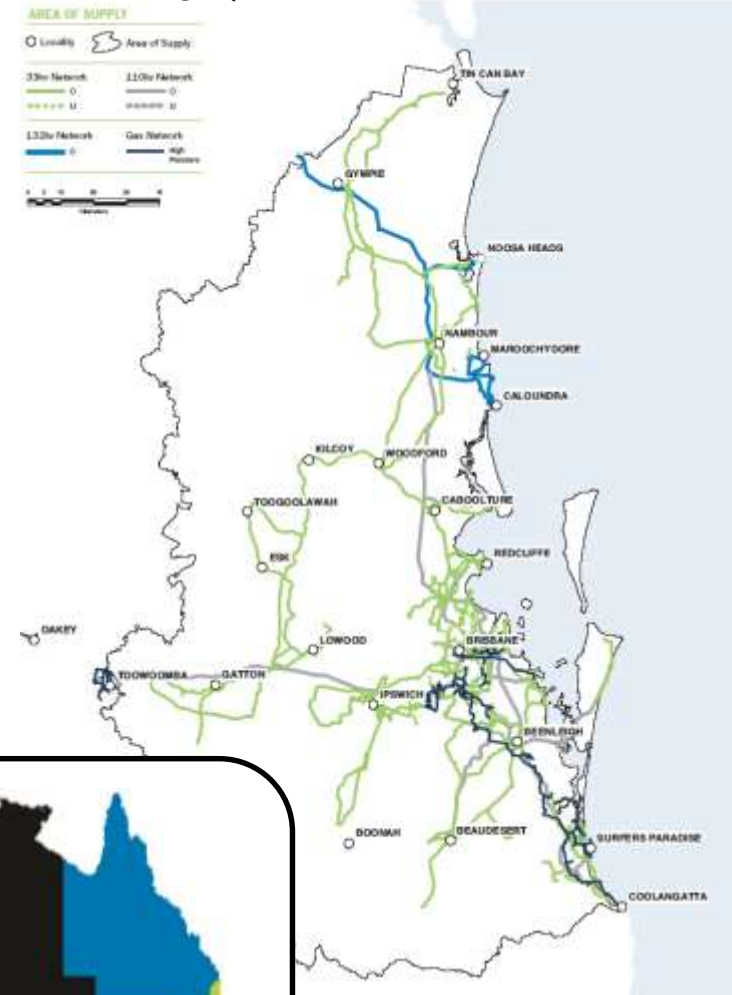 AREA OF SUPPLY
Locality
Area of Supply
33kv Network
110kv Network
O
O
U
U
132kv Network
Gas Network
O
High Pressure
TIN CAN BAY
GYMPIE
NOOSA HEADS
NAMBOUR
MAROOCHYDORE
CALOUNDRA
KILCOY
WOODFORD
TOOGOOLAWAH
CABOOLTURE
ESK
REDCLIFFE
OAKEY
LOWOOD
BRISBANE
TOOWOOMBA
GATTON
IPSWICH
BEENLEIGH
BOONAH
BEAUDESERT
SURFERS PARADISE
COOLANGATTA